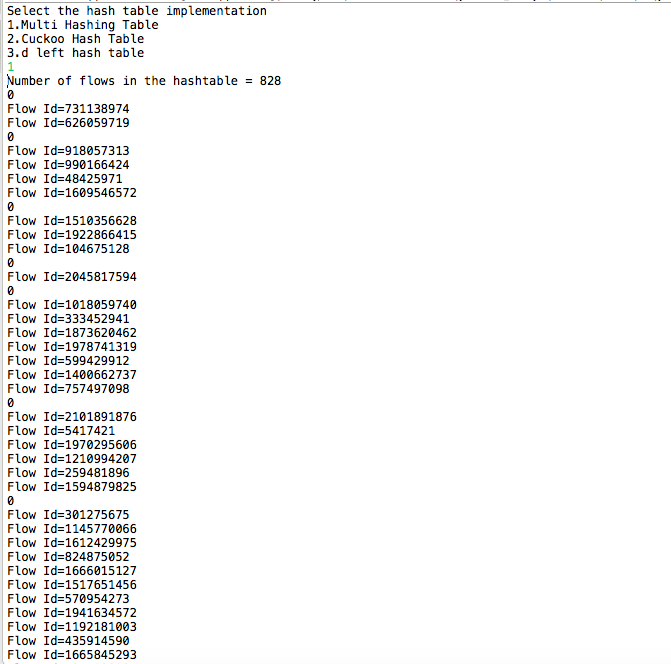 Select the hash table implementation
1.Multi Hashing Table
2.Cuckoo Hash Table
3.d left hash table
1
Number of flows in the hashtable = 828
0
Flow Id=731138974
Flow Id=626059719
0
Flow Id=918057313
Flow Id=990166424
Flow Id=48425971
Flow Id=1609546572
0
Flow Id=1510356628
Flow Id=1922866415
Flow Id=104675128
0
Flow Id=2045817594
0
Flow Id=1018059740
Flow Id=333452941
Flow Id=1873620462
Flow Id=1978741319
Flow Id=599429912
Flow Id=1400662737
Flow Id=757497098
0
Flow Id=2101891876
Flow Id=5417421
Flow Id=1970295606
Flow Id=1210994207
Flow Id=259481896
Flow Id=1594879825
0
Flow Id=301275675
Flow Id=1145770066
Flow Id=1612429975
Flow Id=824875052
Flow Id=1666015127
Flow Id=1517651456
Flow Id=570954273
Flow Id=1941634572
Flow Id=1192181003
Flow Id=435914590
Flow Id=1665845293